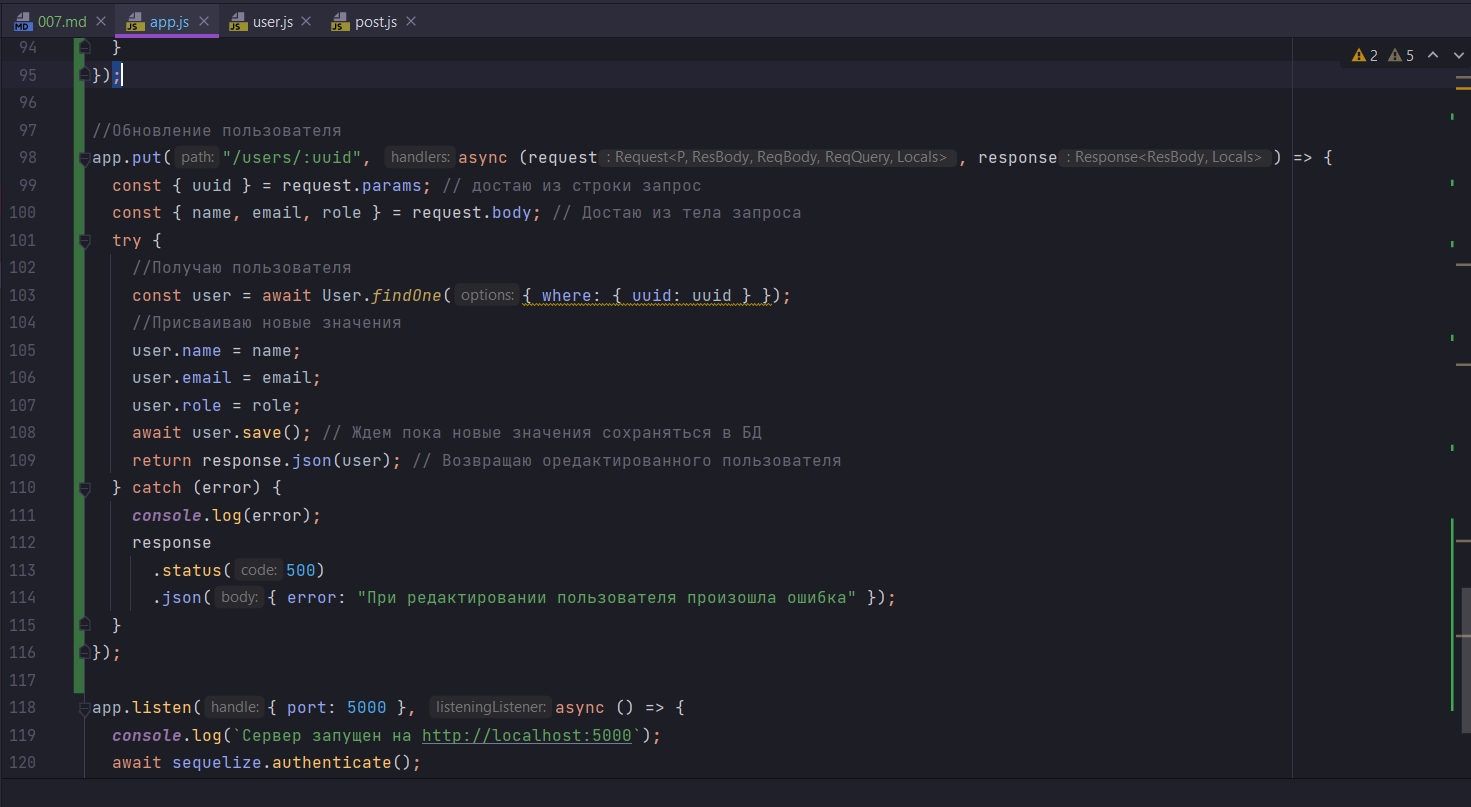 007.md app.js user.js post.js
94 }
95 });
2 5
96
97 //Обновление пользователя
98 app.put( path: "/users/:uuid", handlers: async (request : Request<P, ResBody, ReqBody, ReqQuery, Locals> , response : Response<ResBody, Locals> ) => {
99 const { uuid } = request.params; // достаю из строки запрос
100 const { name, email, role } = request.body; // Достаю из тела запроса
101 try {
102 //Получаю пользователя
103 const user = await User.findOne( options: { where: { uuid: uuid } });
104 //Присваиваю новые значения
105 user.name = name;
106 user.email = email;
107 user.role = role;
108 await user.save(); // Ждем пока новые значения сохраняться в БД
109 return response.json(user); // Возвращаю оредактированного пользователя
110 } catch (error) {
111 console.log(error);
112 response
113 .status( code: 500)
114 .json( body: { error: "При редактировании пользователя произошла ошибка" });
115 }
116 });
117
118 app.listen( handle: { port: 5000 }, listeningListener: async () => {
119 console.log(`Сервер запущен на http://localhost:5000`);
120 await sequelize.authenticate();